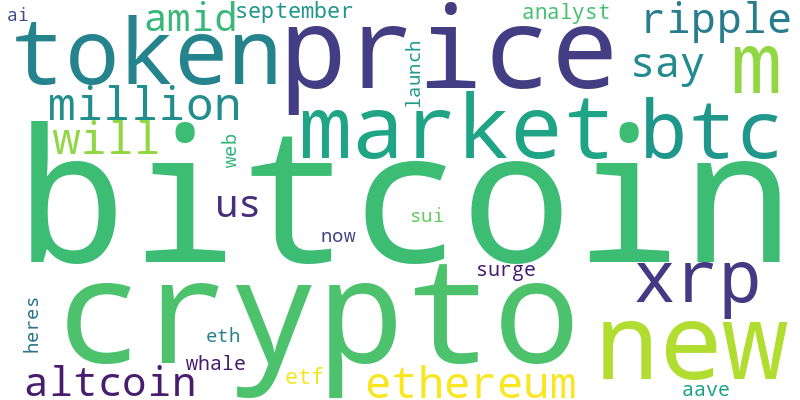 ai
amid
september
analyst
ripple
token
price
launch
say
m
million
market
btc
will
web
bitcoin
us
sui
now
surge
xrp
crypto
heres
eth
new
whale
altcoin
etf
ethereum
aave